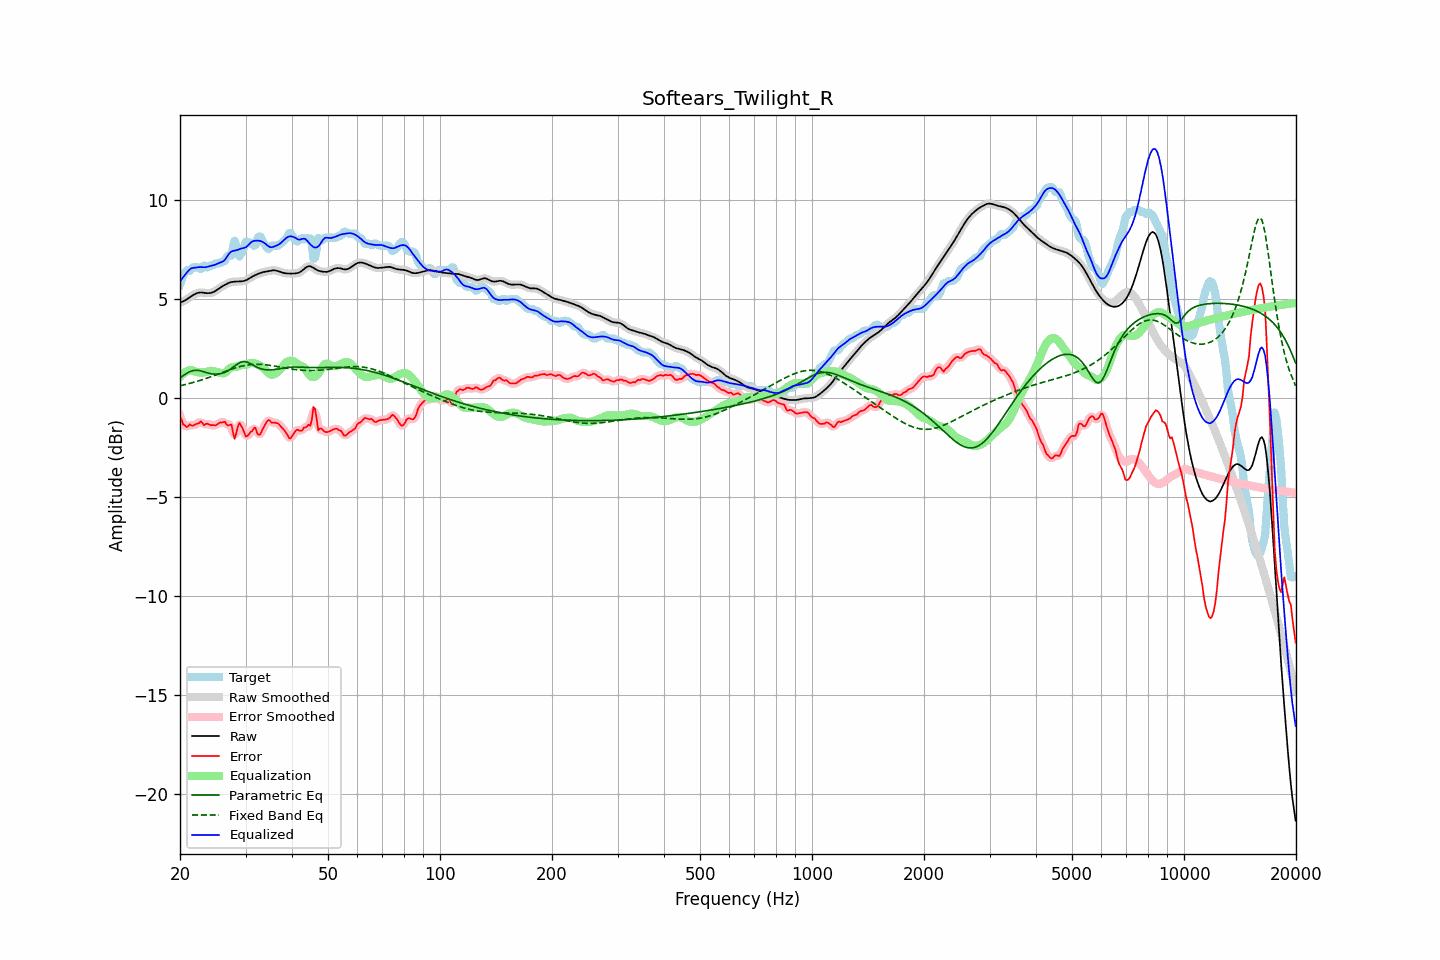 Softears_Twilight_R
10
5
0
−5
−10
−15
−20
Amplitude (dBr)
Target
Raw Smoothed
Error Smoothed
Raw
Error
Equalization
Parametric Eq
Fixed Band Eq
Equalized
20 50 100 200 500 1000 2000 5000 10000 20000
Frequency (Hz)